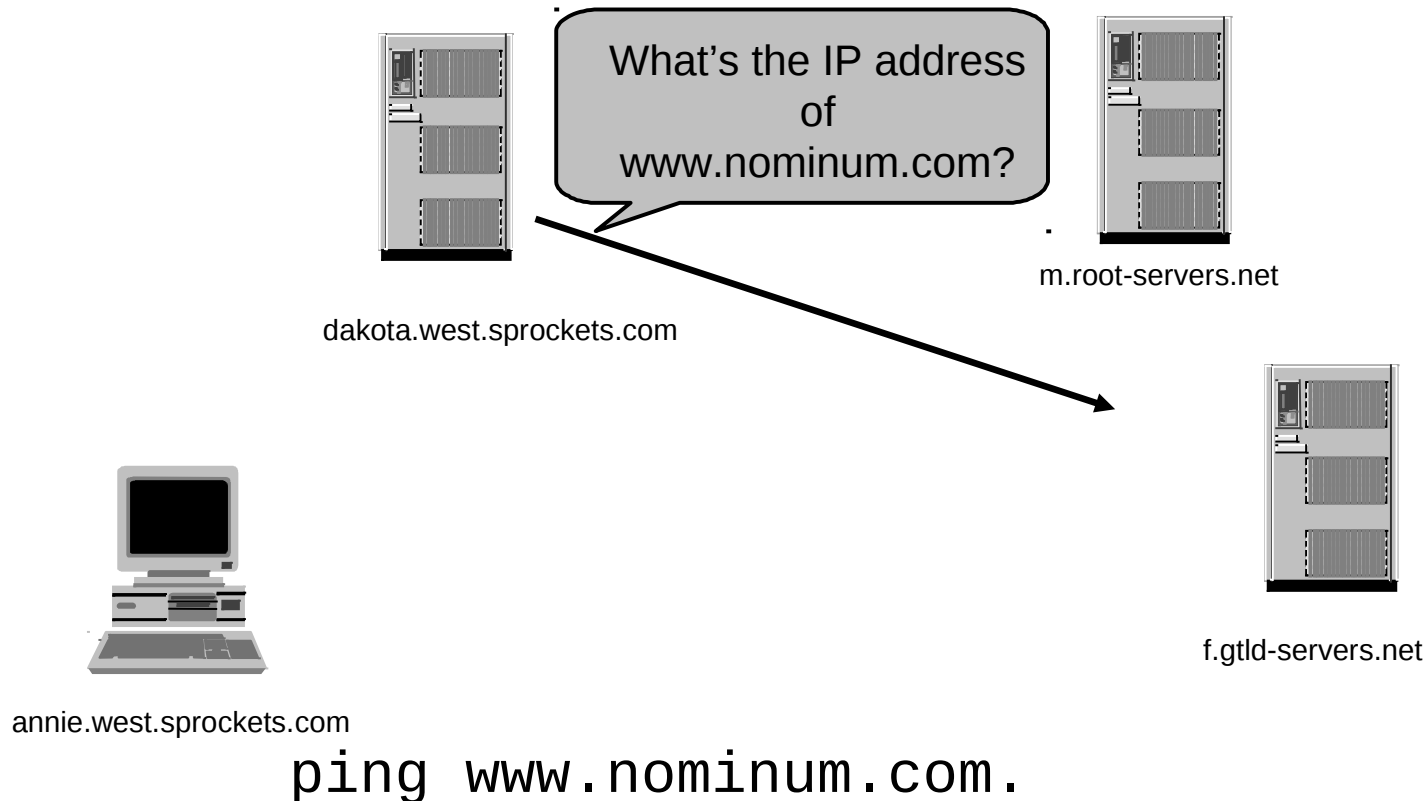 What's the IP address
of
www.nominum.com?
m.root-servers.net
dakota.west.sprockets.com
f.gtld-servers.net
annie.west.sprockets.com
ping www.nominum.com.